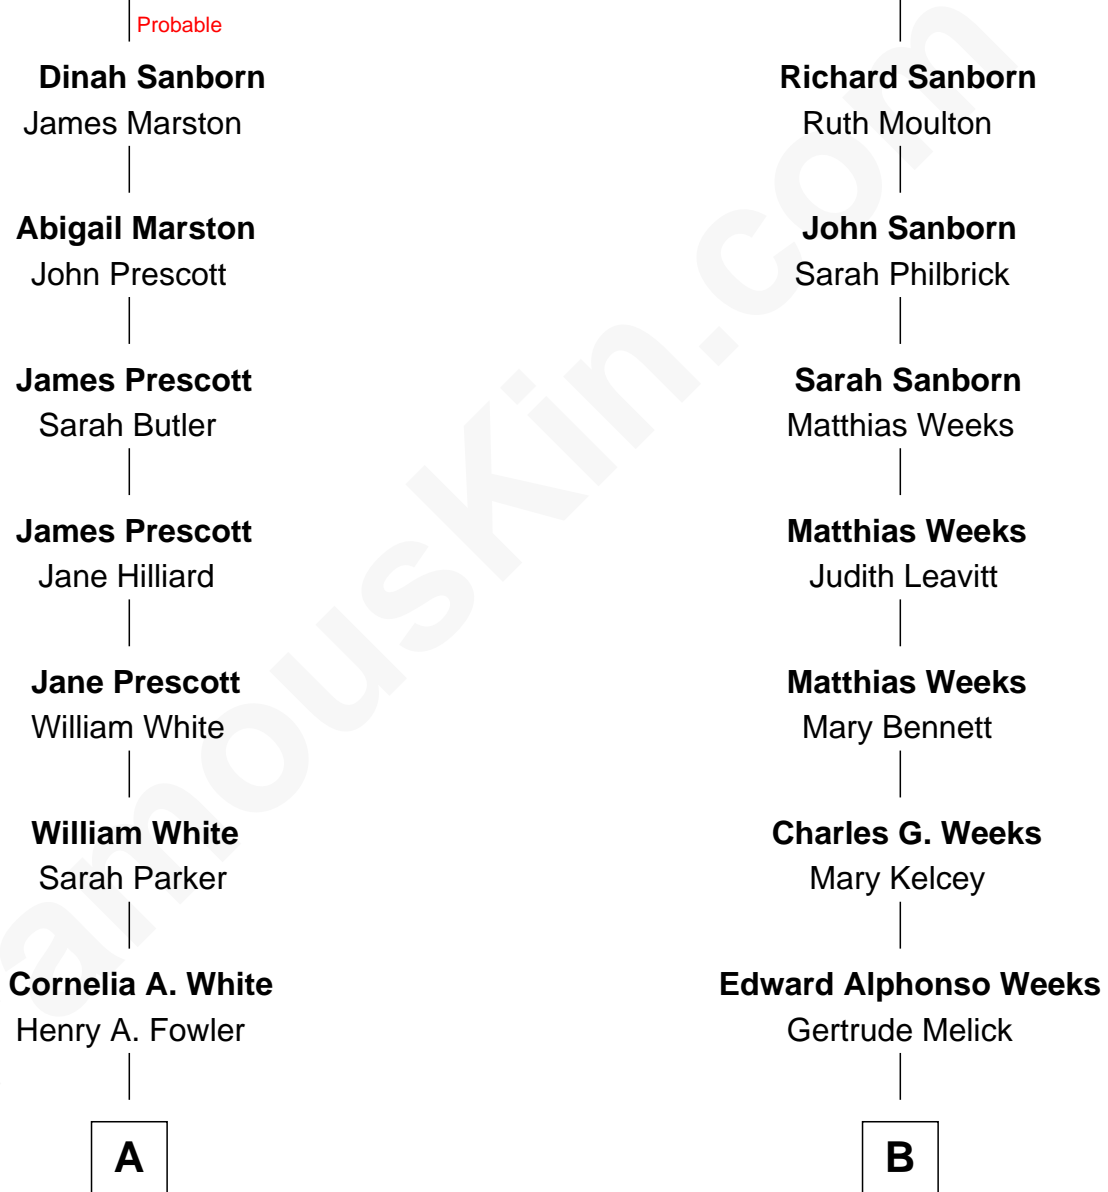 Probable
Dinah Sanborn
James Marston
Abigail Marston
John Prescott
James Prescott
Sarah Butler
James Prescott
Jane Hilliard
Jane Prescott
William White
William White
Sarah Parker
Cornelia A. White
Henry A. Fowler
A
Richard Sanborn
Ruth Moulton
John Sanborn
Sarah Philbrick
Sarah Sanborn
Matthias Weeks
Matthias Weeks
Judith Leavitt
Matthias Weeks
Mary Bennett
Charles G. Weeks
Mary Kelcey
Edward Alphonso Weeks
Gertrude Melick
B
amouskin.com